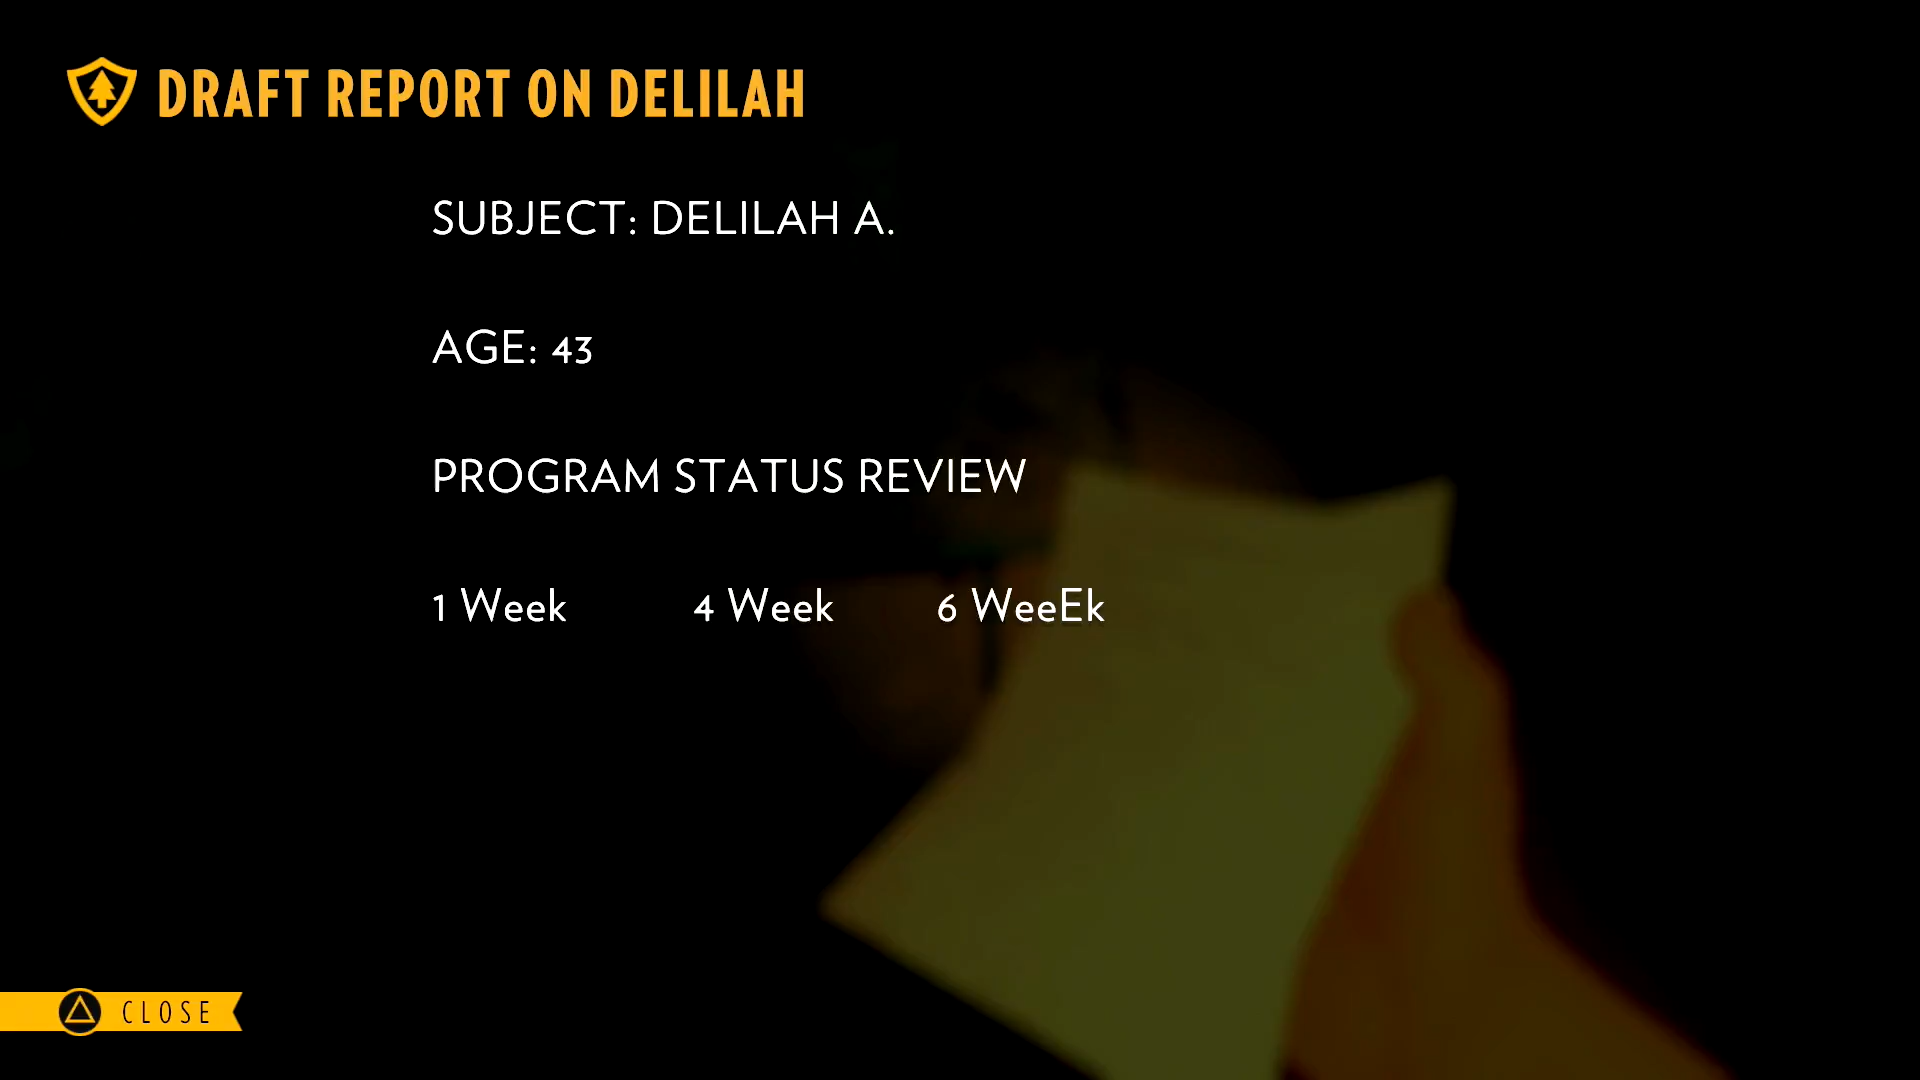 DRAFT REPORT ON DELILAH
SUBJECT: DELILAH A.
AGE: 43
PROGRAM STATUS REVIEW
1 Week 4 Week 6 WeeEk
CLOSE